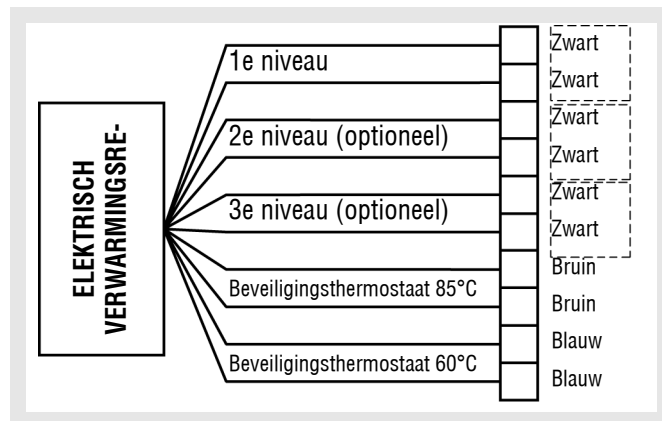 ELEKTRISCH
VERWARMINGSRE-
1e niveau
2e niveau (optioneel)
3e niveau (optioneel)
Beveiligingsthermostaat 85°C
Beveiligingsthermostaat 60°C
Zwart
Zwart
Zwart
Zwart
Zwart
Zwart
Bruin
Bruin
Blauw
Blauw